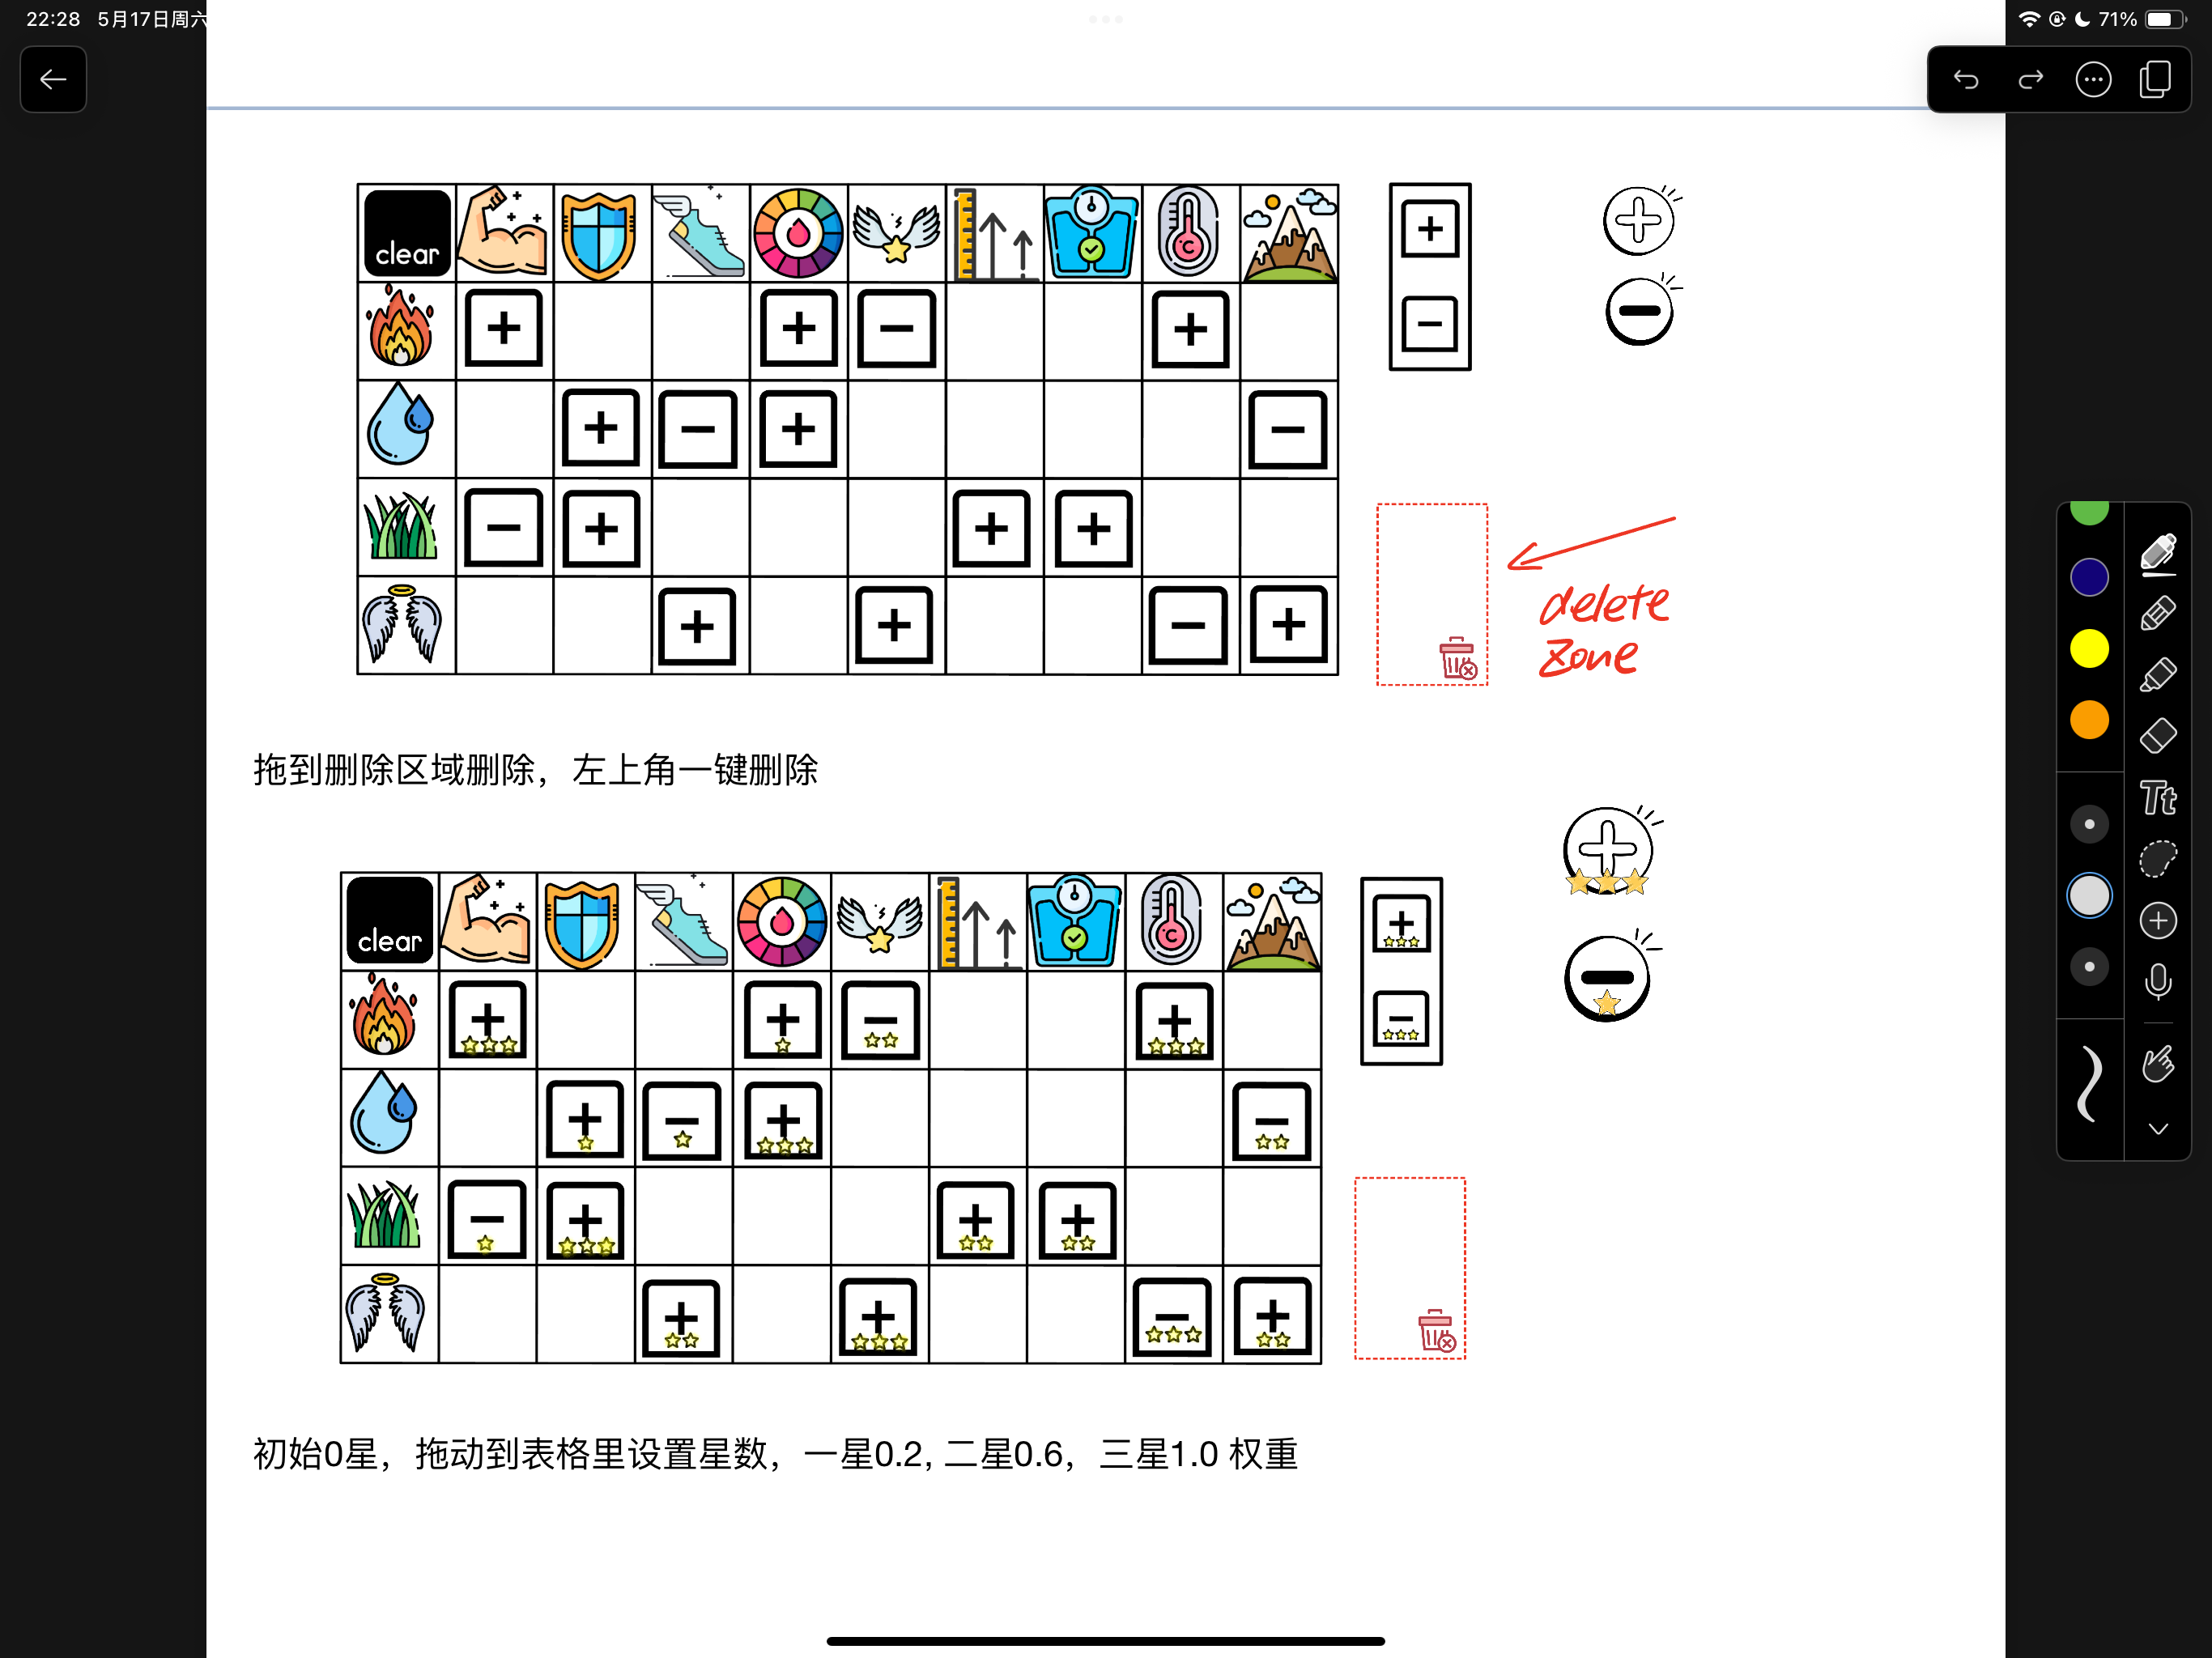 22:28 5月17日周六
71%
clear
delete
zone
拖到删除区域删除，左上角一键删除
clear
初始0星，拖动到表格里设置星数，一星0.2, 二星0.6，三星1.0 权重
Tt